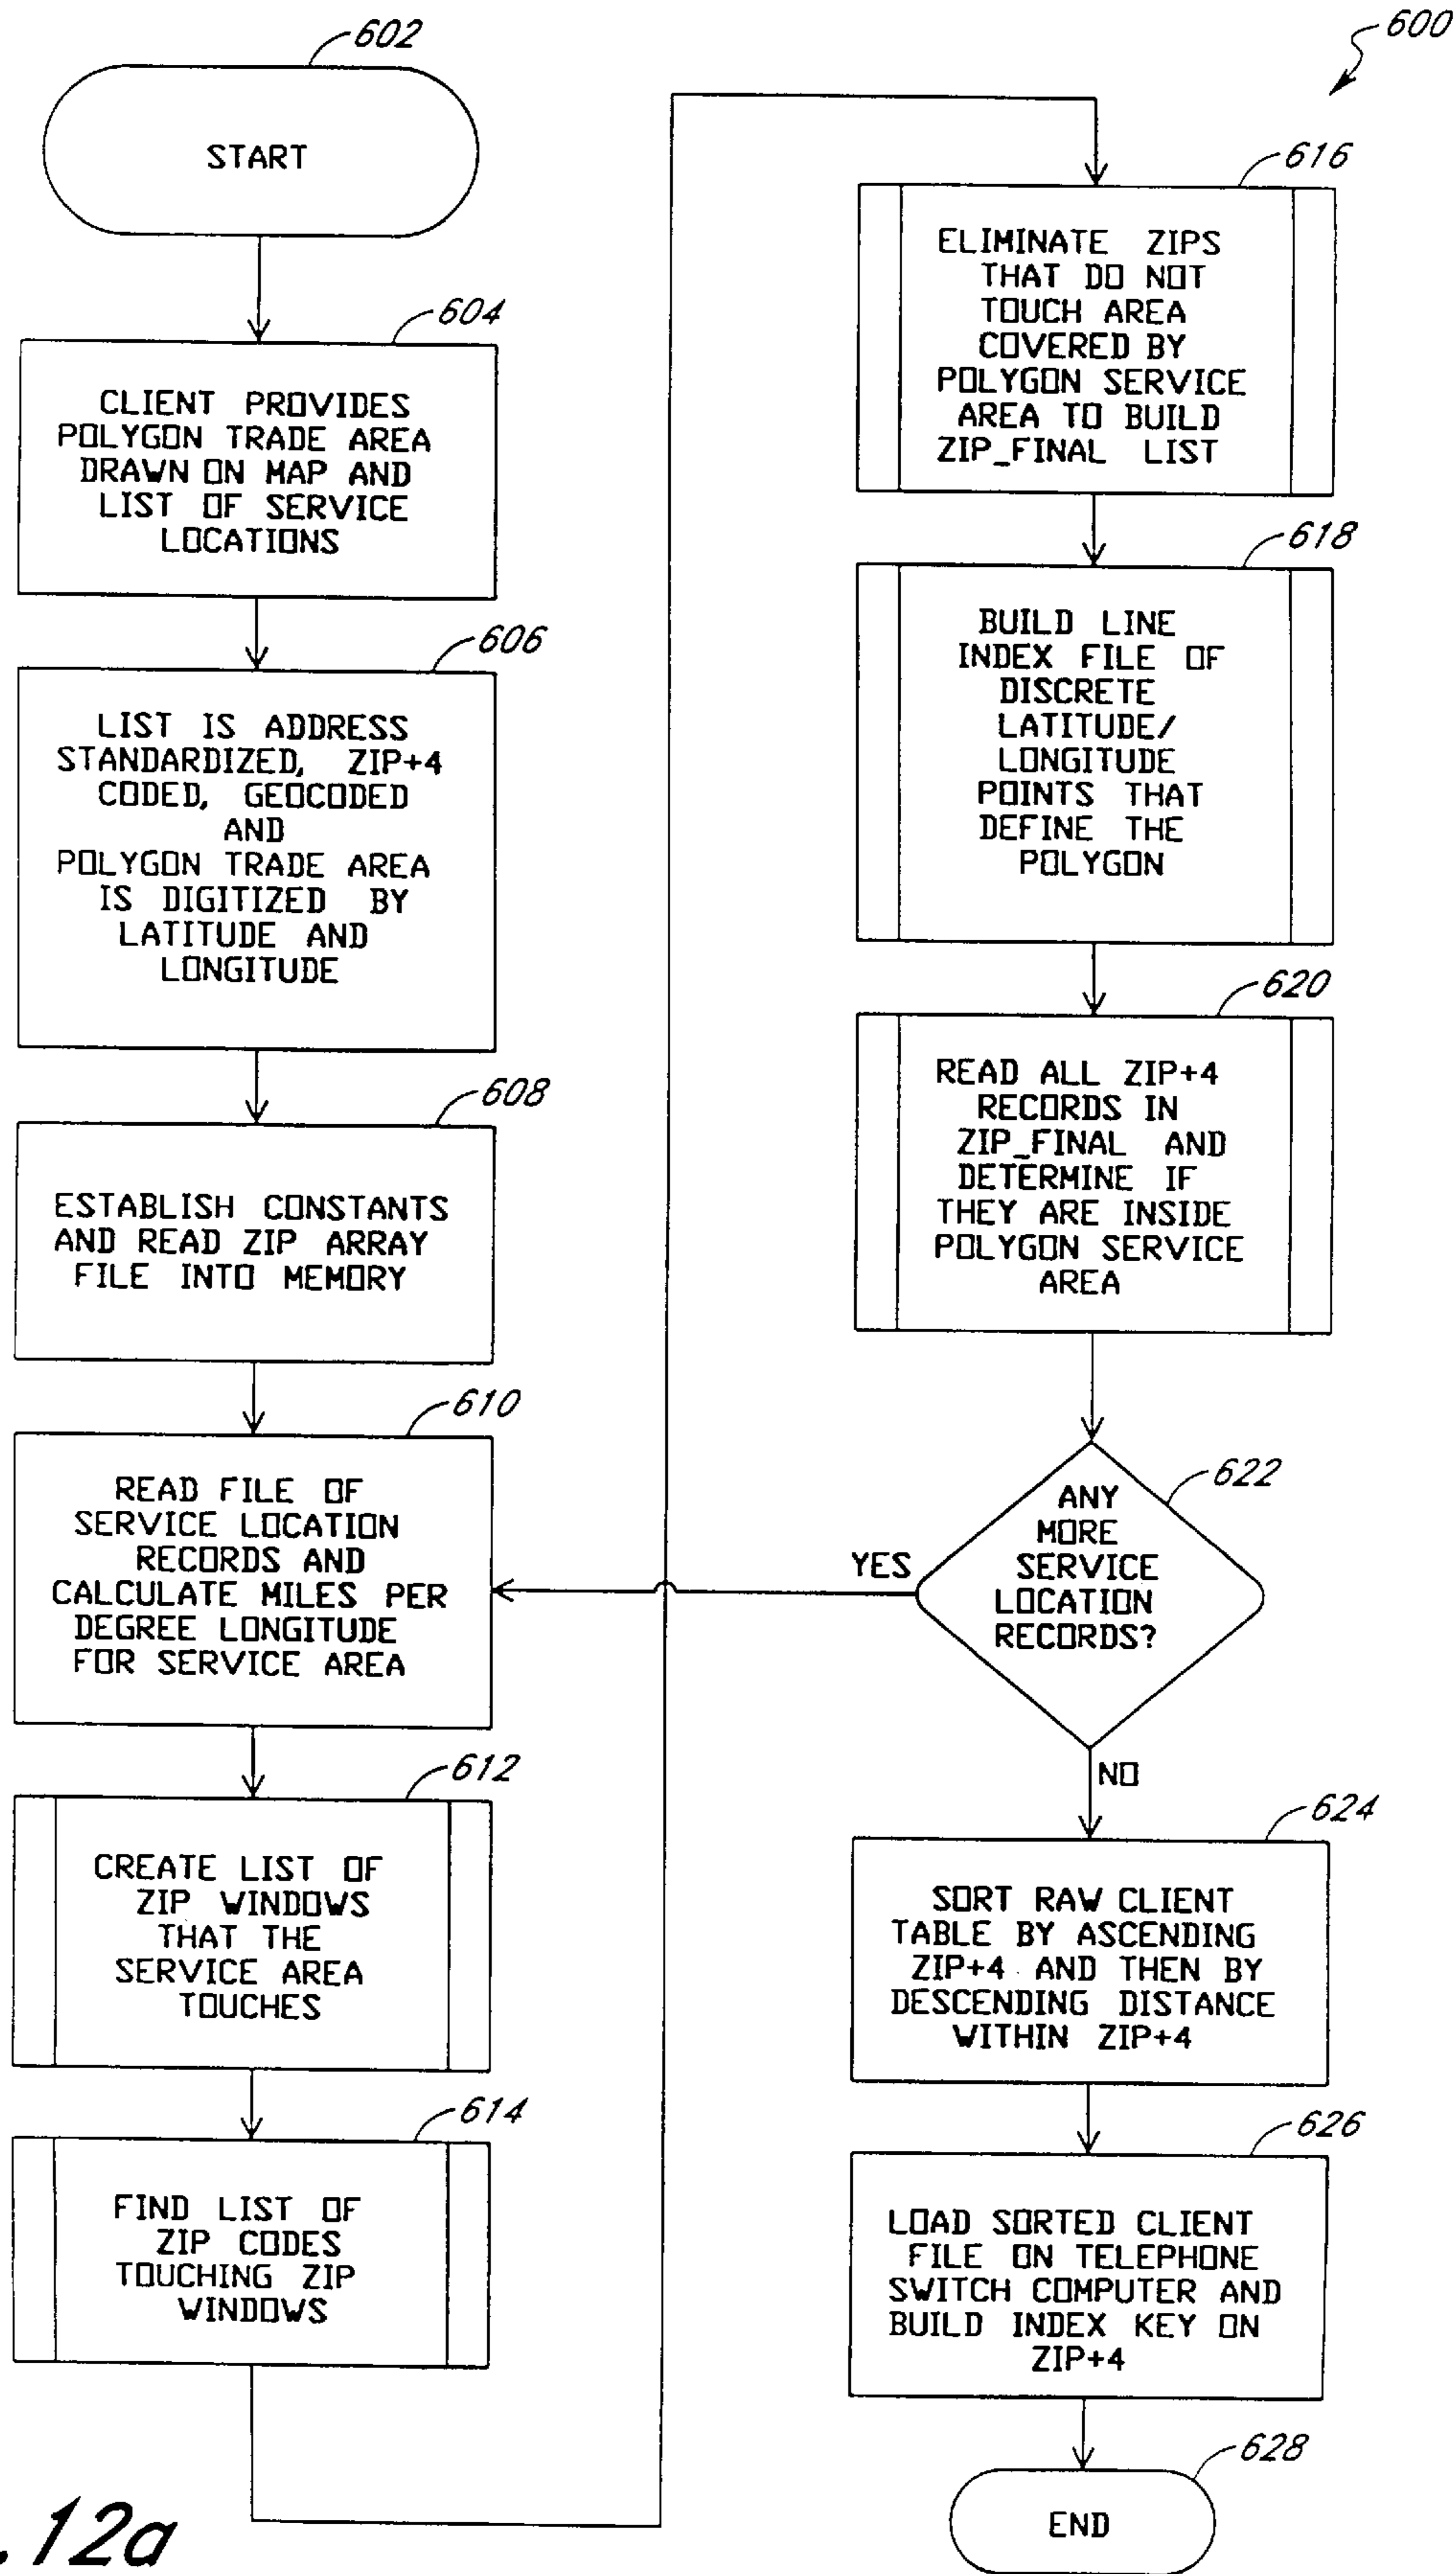 600
602
START
604
CLIENT PROVIDES
POLYGON TRADE AREA
DRAWN ON MAP AND
LIST OF SERVICE
LOCATIONS
606
LIST IS ADDRESS
STANDARDIZED, ZIP+4
CODED, GEOCODED
AND
POLYGON TRADE AREA
IS DIGITIZED BY
LATITUDE AND
LONGITUDE
608
ESTABLISH CONSTANTS
AND READ ZIP ARRAY
FILE INTO MEMORY
610
READ FILE OF
SERVICE LOCATION
RECORDS AND
CALCULATE MILES PER
DEGREE LONGITUDE
FOR SERVICE AREA
612
CREATE LIST OF
ZIP WINDOWS
THAT THE
SERVICE AREA
TOUCHES
614
FIND LIST OF
ZIP CODES
TOUCHING ZIP
WINDOWS
616
ELIMINATE ZIPS
THAT DO NOT
TOUCH AREA
COVERED BY
POLYGON SERVICE
AREA TO BUILD
ZIP_FINAL LIST
618
BUILD LINE
INDEX FILE OF
DISCRETE
LATITUDE/
LONGITUDE
POINTS THAT
DEFINE THE
POLYGON
620
READ ALL ZIP+4
RECORDS IN
ZIP_FINAL AND
DETERMINE IF
THEY ARE INSIDE
POLYGON SERVICE
AREA
622
ANY
MORE
SERVICE
LOCATION
RECORDS?
YES
NO
624
SORT RAW CLIENT
TABLE BY ASCENDING
ZIP+4 AND THEN BY
DESCENDING DISTANCE
WITHIN ZIP+4
626
LOAD SORTED CLIENT
FILE ON TELEPHONE
SWITCH COMPUTER AND
BUILD INDEX KEY ON
ZIP+4
628
END
. 12a